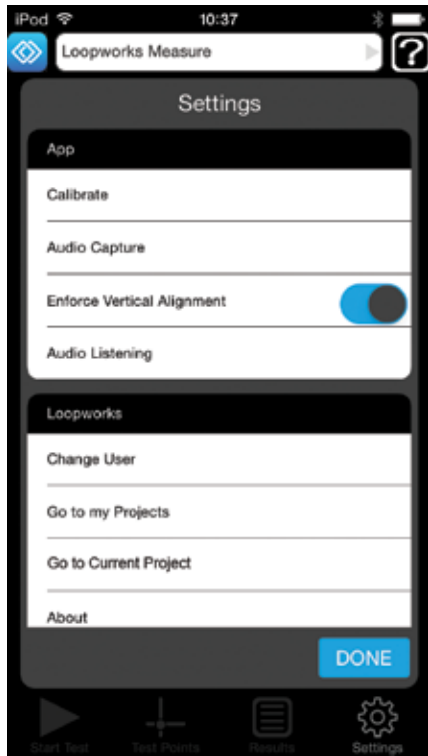 iPod 10:37
Loopworks Measure ?
Settings
App
Calibrate
Audio Capture
Enforce Vertical Alignment
Audio Listening
Loopworks
Change User
Go to my Projects
Go to Current Project
About
DONE
Start Test Test Points Results Settings